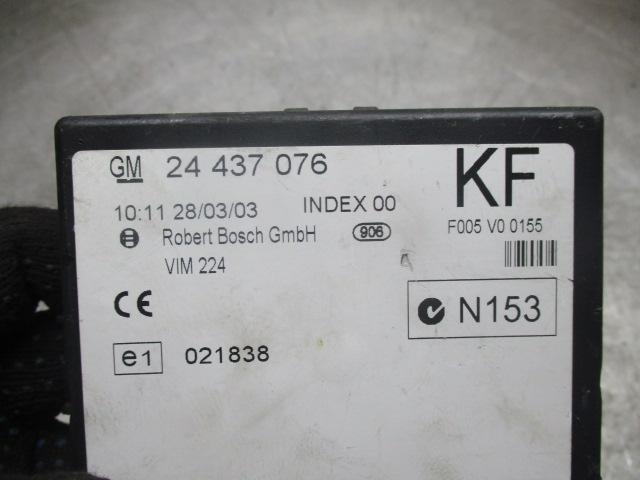 GM 24 437 076 KF
10:11 28/03/03 INDEX 00 F005 V0 0155
Robert Bosch GmbH 906
VIM 224
CE N153
e1 021838